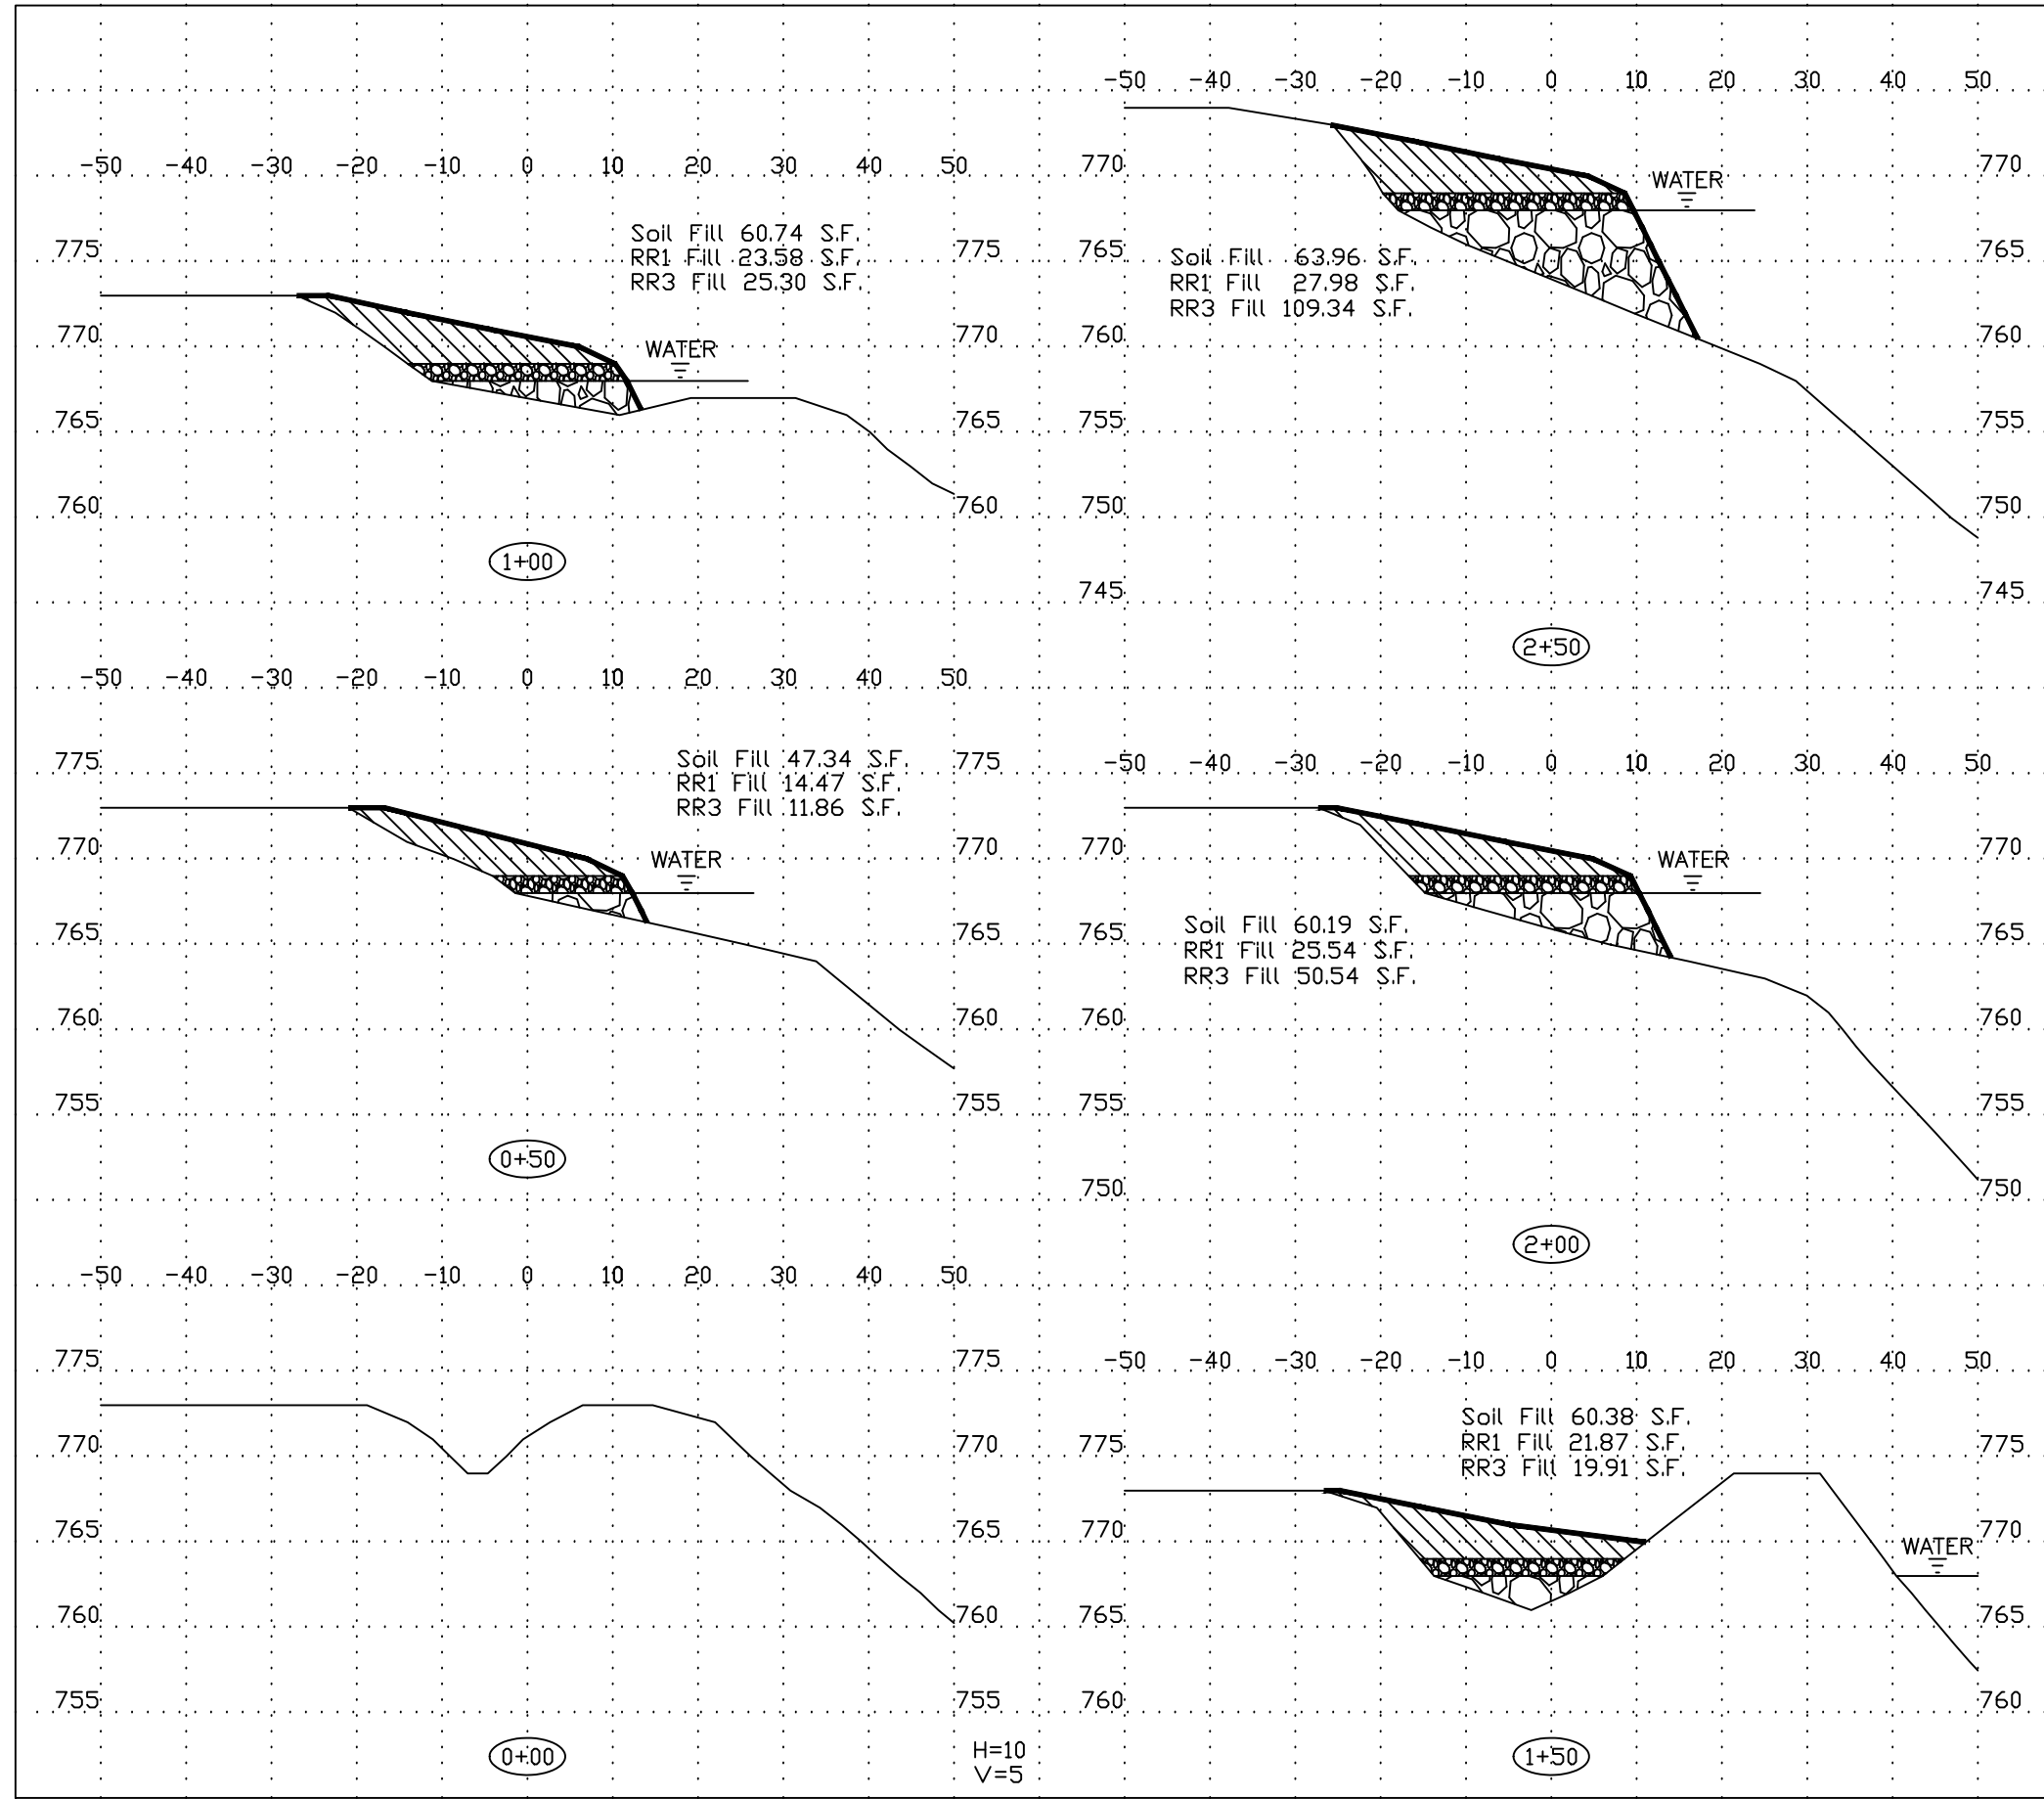 -50 -40 -30 -20 -10 0 10 20 30 40 50
Soil Fill 60.74 S.F.
RR1 Fill 23.58 S.F.
RR3 Fill 25.30 S.F.
775 775
770 770
WATER
765 765
760 760
1+00
-50 -40 -30 -20 -10 0 10 20 30 40 50
Soil Fill 47.34 S.F.
RR1 Fill 14.47 S.F.
RR3 Fill 11.86 S.F.
775 775
770 770
WATER
765 765
760 760
755 755
0+50
-50 -40 -30 -20 -10 0 10 20 30 40 50
775 775
770 770
765 765
760 760
755 755
0+00
H=10
V=5
-50 -40 -30 -20 -10 0 10 20 30 40 50
770 770
WATER
765 765
Soil Fill 63.96 S.F.
RR1 Fill 27.98 S.F.
RR3 Fill 109.34 S.F.
760 760
755 755
750 750
745 745
2+50
-50 -40 -30 -20 -10 0 10 20 30 40 50
770 770
WATER
765 765
Soil Fill 60.19 S.F.
RR1 Fill 25.54 S.F.
RR3 Fill 50.54 S.F.
760 760
755 755
750 750
2+00
-50 -40 -30 -20 -10 0 10 20 30 40 50
Soil Fill 60.38 S.F.
RR1 Fill 21.87 S.F.
RR3 Fill 19.91 S.F.
775 775
770 770
WATER
765 765
760 760
1+50